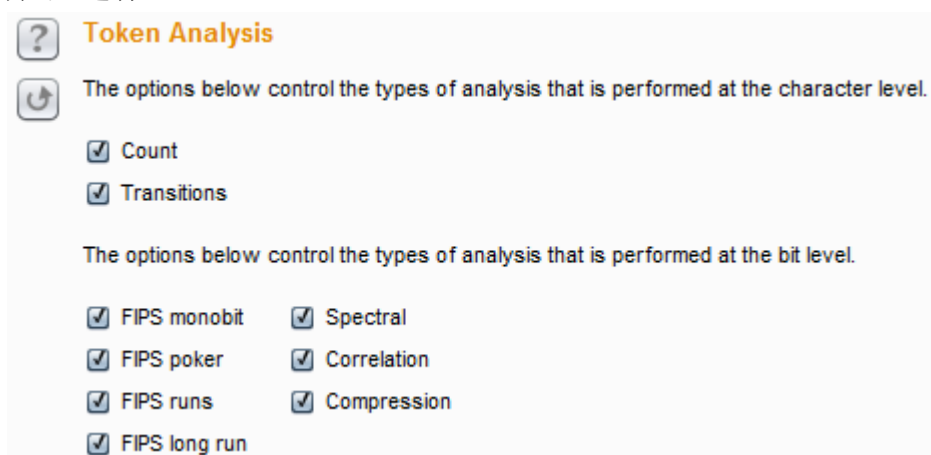 Token Analysis
The options below control the types of analysis that is performed at the character level.
Count
Transitions
The options below control the types of analysis that is performed at the bit level.
FIPS monobit
Spectral
FIPS poker
Correlation
FIPS runs
Compression
FIPS long run